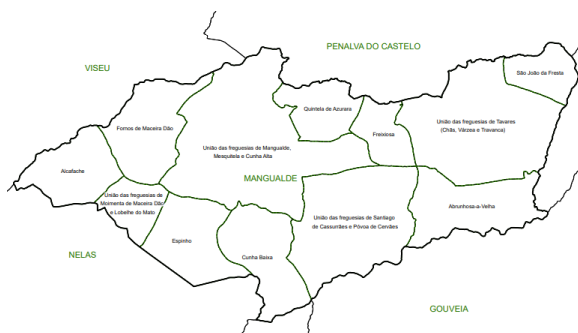 PENALVA DO CASTELO
VISEU
São João da Fresta
Quintela de Azurara
União das freguesias de Tavares
(Chãs, Várzea e Travanca)
Fornos de Maceira Dão
Freixiosa
União das freguesias de Mangualde,
Mesquitela e Cunha Alta
Alcafache
MANGUALDE
União das freguesias de
Moimenta de Maceira Dão
e Lobelhe do Mato
Abrunhosa-a-Velha
União das freguesias de Santiago
de Cassurrães e Póvoa de Cervães
Espinho
NELAS
Cunha Baixa
GOUVEIA